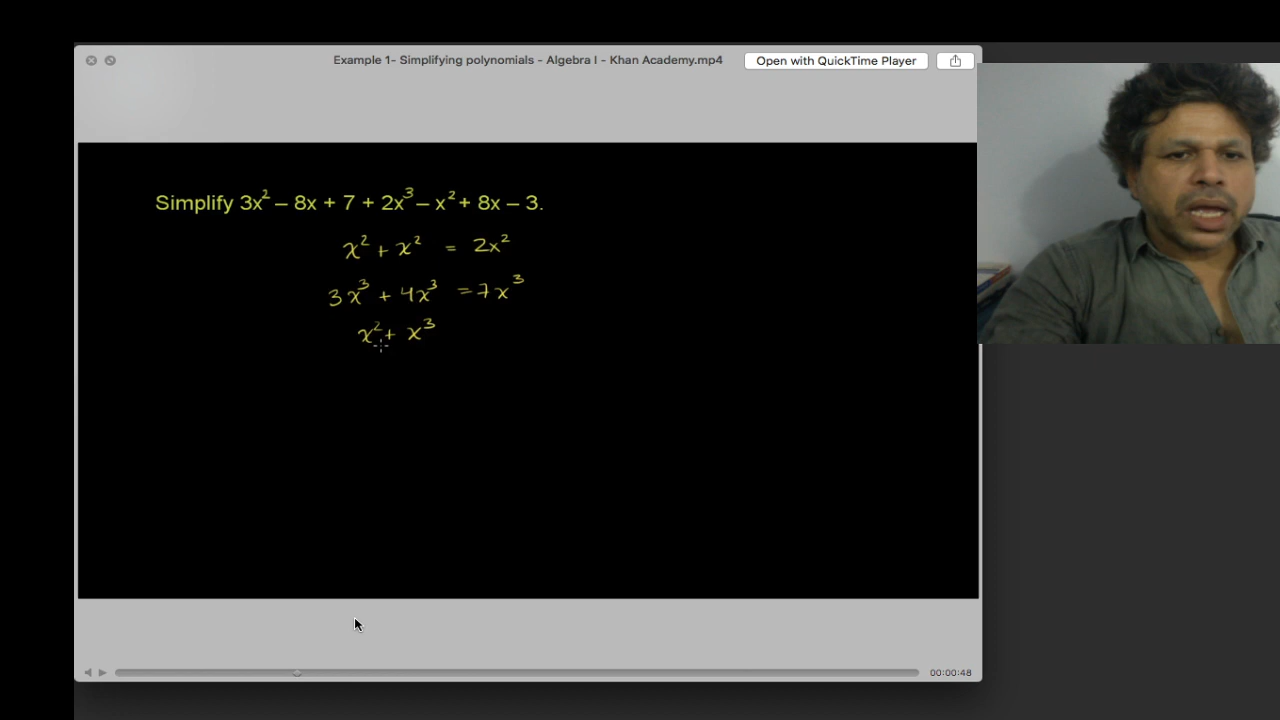 Example 1- Simplifying polynomials - Algebra I - Khan Academy.mp4
Open with QuickTime Player
Simplify 3x² – 8x + 7 + 2x³ – x² + 8x – 3.
x² + x² = 2x²
3x³ + 4x³ = 7x³
x² + x³
00:00:48